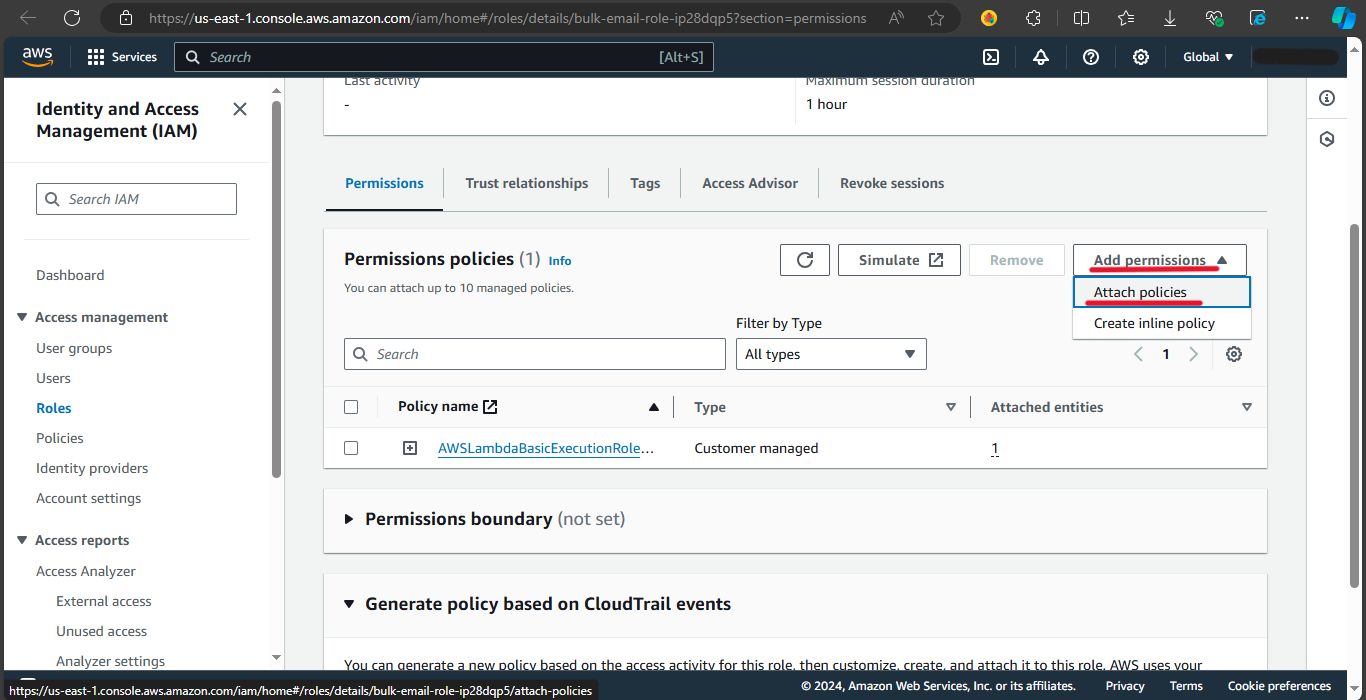 https://us-east-1.console.aws.amazon.com/iam/home#/roles/details/bulk-email-role-ip28dqp5?section=permissions
aws
Services
Search
[Alt+S]
Global
Identity and Access
Management (IAM)
Search IAM
Dashboard
Access management
User groups
Users
Roles
Policies
Identity providers
Account settings
Access reports
Access Analyzer
External access
Unused access
Analyzer settings
Last activity
-
Maximum session duration
1 hour
Permissions
Trust relationships
Tags
Access Advisor
Revoke sessions
Permissions policies (1) Info
You can attach up to 10 managed policies.
Simulate
Remove
Add permissions
Attach policies
Create inline policy
Filter by Type
Search
All types
1
Policy name
Type
Attached entities
AWSLambdaBasicExecutionRole...
Customer managed
1
Permissions boundary (not set)
Generate policy based on CloudTrail events
You can generate a new policy based on the access activity for this role, then customize, create, and attach it to this role. AWS uses your
https://us-east-1.console.aws.amazon.com/iam/home#/roles/details/bulk-email-role-ip28dqp5/attach-policies
© 2024, Amazon Web Services, Inc. or its affiliates.
Privacy
Terms
Cookie preferences